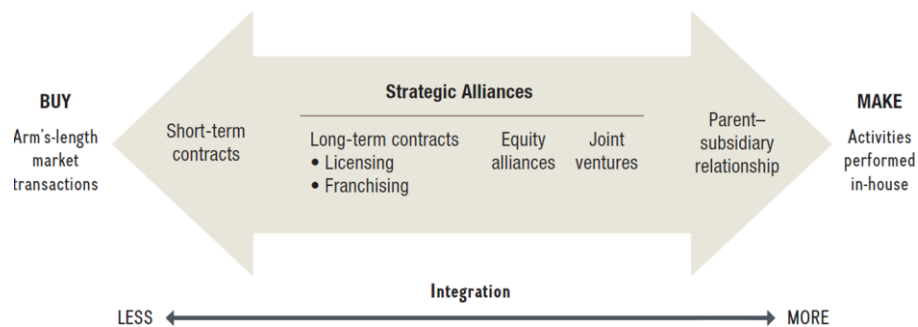 Strategic Alliances
BUY
Arm's-length
market
transactions
Short-term
contracts
Long-term contracts
• Licensing
• Franchising
Equity
alliances
Joint
ventures
Parent–
subsidiary
relationship
MAKE
Activities
performed
in-house
Integration
LESS
MORE